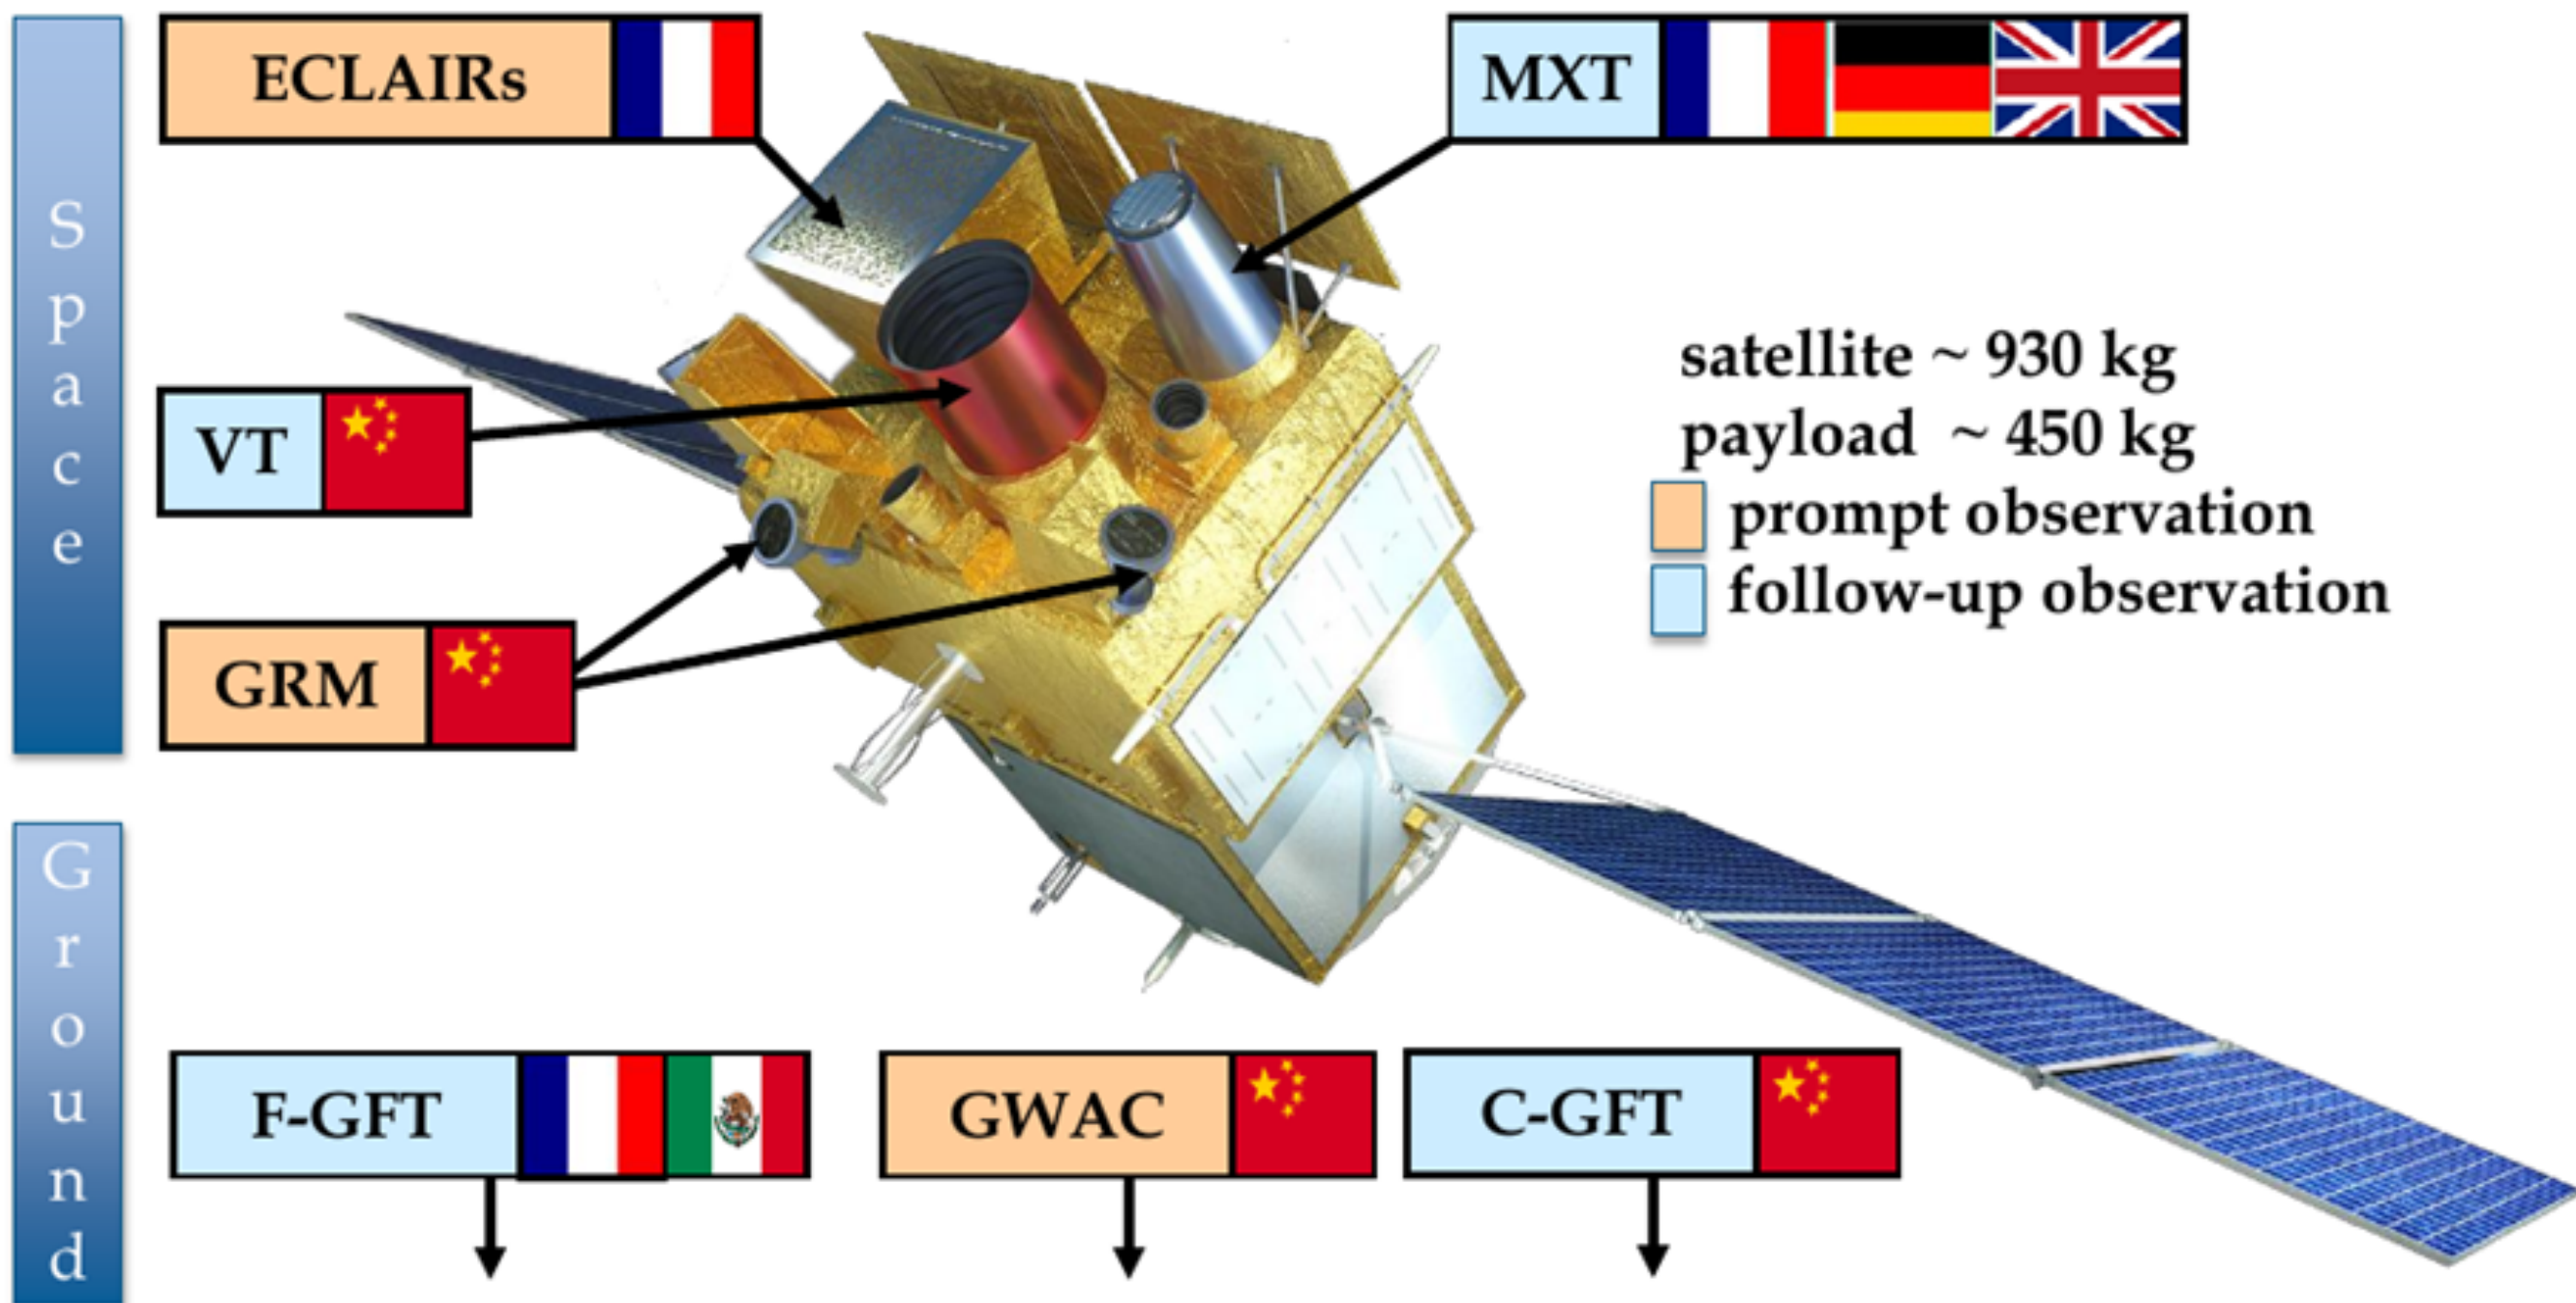 Space
ECLAIRs
MXT
satellite ~ 930 kg
payload ~ 450 kg
prompt observation
follow-up observation
VT
GRM
Ground
F-GFT
GWAC
C-GFT